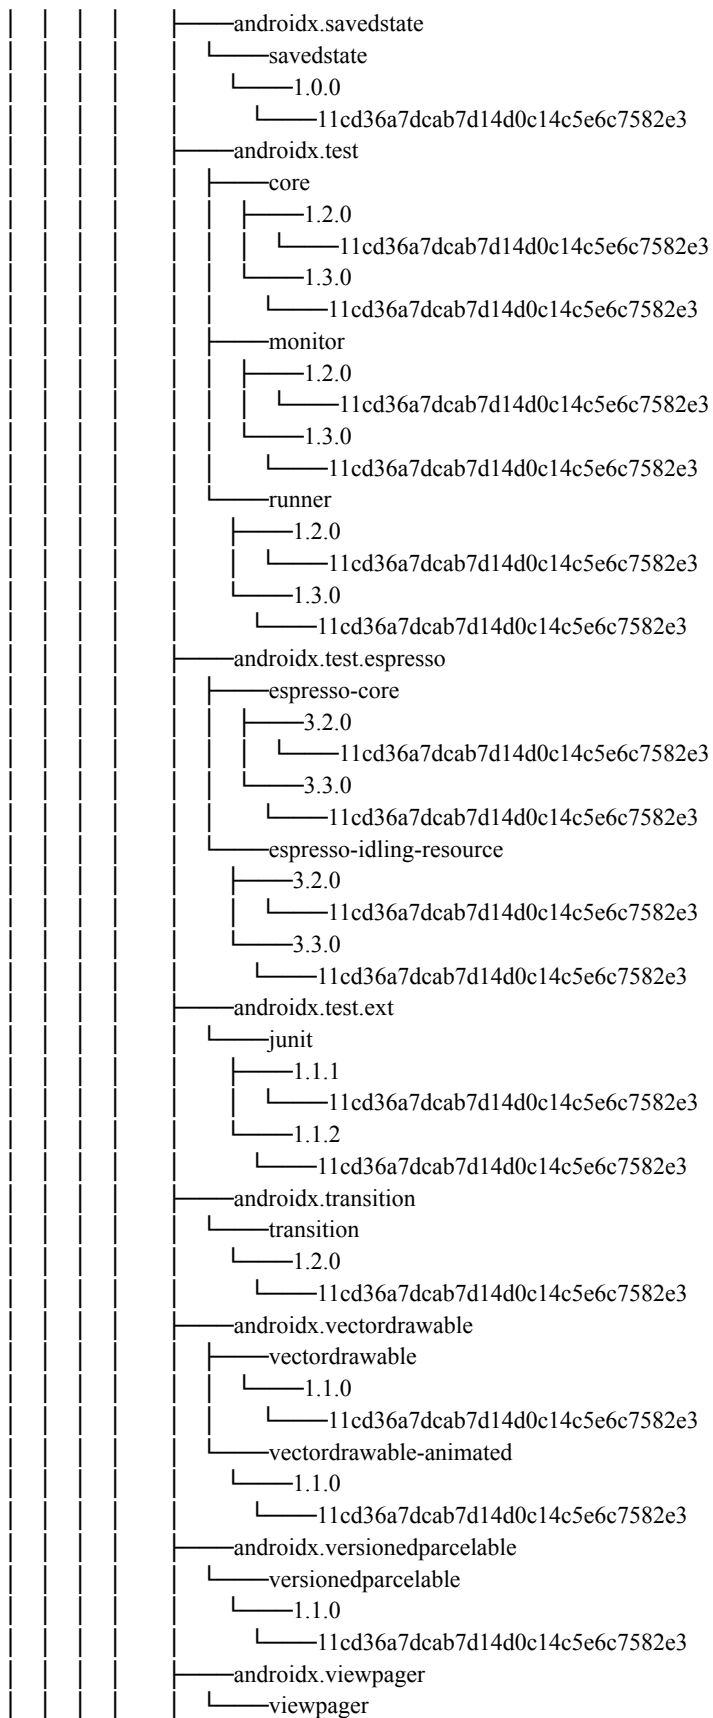 androidx.savedstate
savedstate
1.0.0
11cd36a7dcab7d14d0c14c5e6c7582e3
androidx.test
core
1.2.0
11cd36a7dcab7d14d0c14c5e6c7582e3
1.3.0
11cd36a7dcab7d14d0c14c5e6c7582e3
monitor
1.2.0
11cd36a7dcab7d14d0c14c5e6c7582e3
1.3.0
11cd36a7dcab7d14d0c14c5e6c7582e3
runner
1.2.0
11cd36a7dcab7d14d0c14c5e6c7582e3
1.3.0
11cd36a7dcab7d14d0c14c5e6c7582e3
androidx.test.espresso
espresso-core
3.2.0
11cd36a7dcab7d14d0c14c5e6c7582e3
3.3.0
11cd36a7dcab7d14d0c14c5e6c7582e3
espresso-idling-resource
3.2.0
11cd36a7dcab7d14d0c14c5e6c7582e3
3.3.0
11cd36a7dcab7d14d0c14c5e6c7582e3
androidx.test.ext
junit
1.1.1
11cd36a7dcab7d14d0c14c5e6c7582e3
1.1.2
11cd36a7dcab7d14d0c14c5e6c7582e3
androidx.transition
transition
1.2.0
11cd36a7dcab7d14d0c14c5e6c7582e3
androidx.vectordrawable
vectordrawable
1.1.0
11cd36a7dcab7d14d0c14c5e6c7582e3
vectordrawable-animated
1.1.0
11cd36a7dcab7d14d0c14c5e6c7582e3
androidx.versionedparcelable
versionedparcelable
1.1.0
11cd36a7dcab7d14d0c14c5e6c7582e3
androidx.viewpager
viewpager